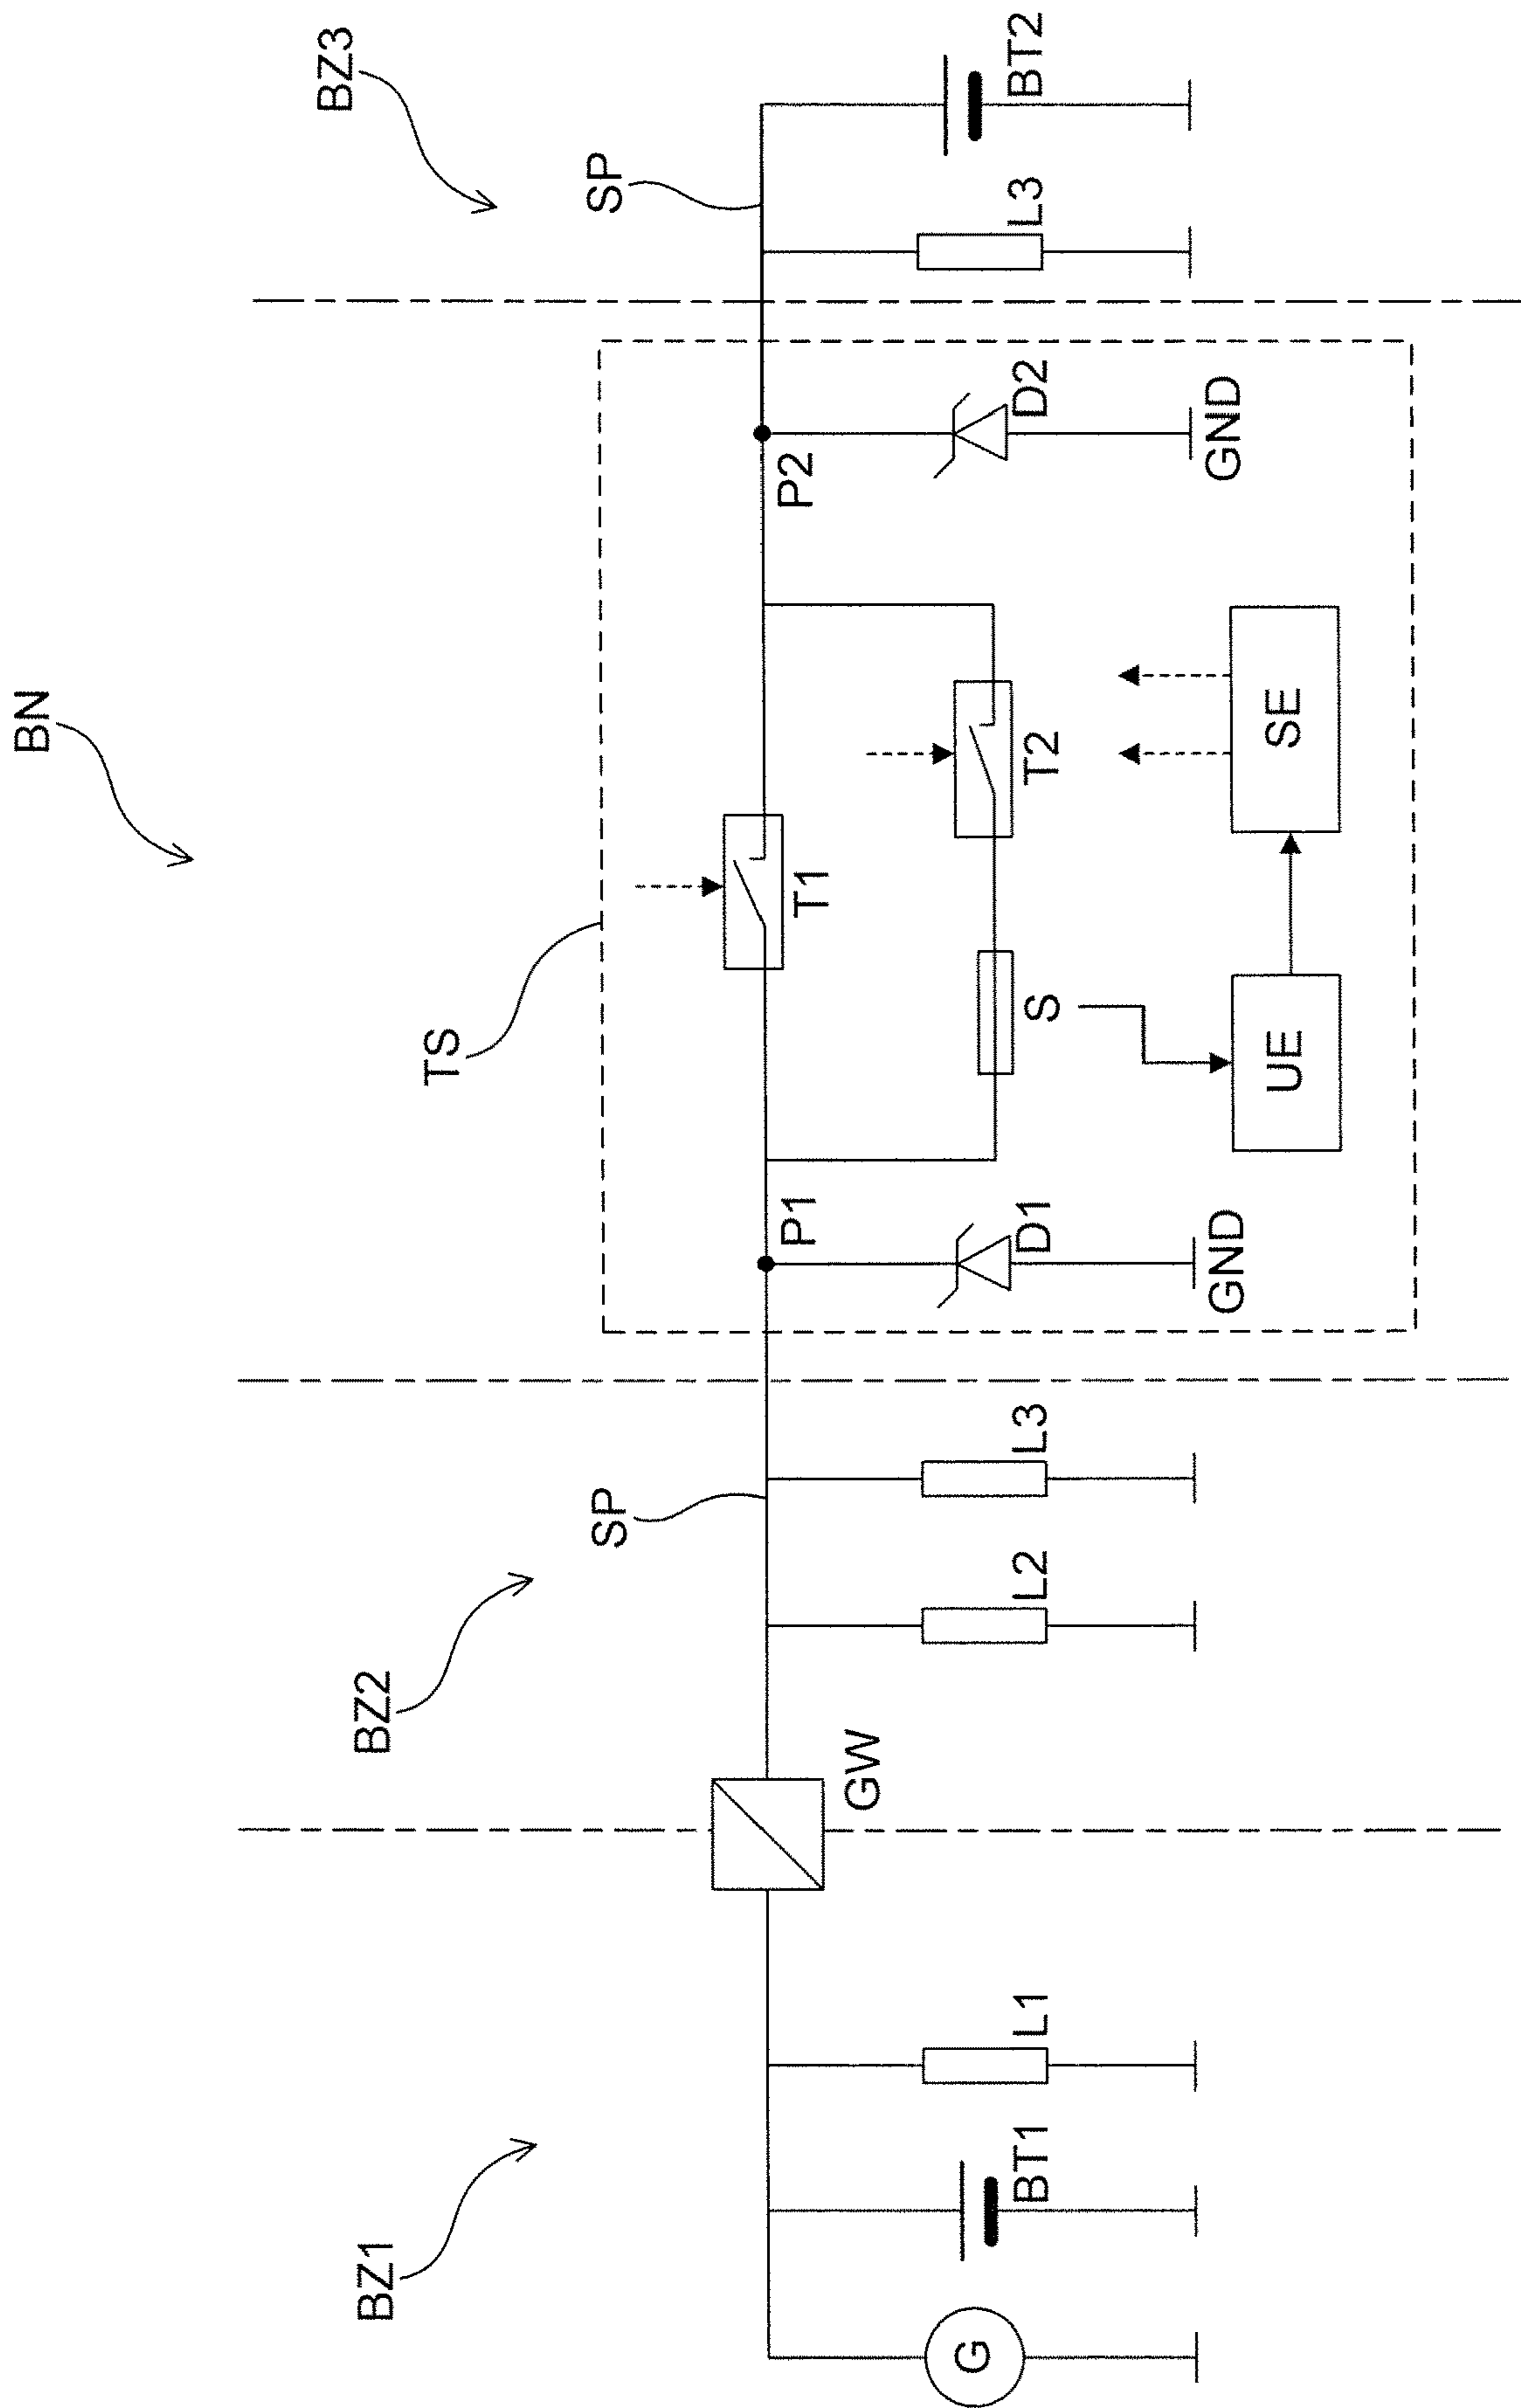 BN
BZ1
BZ2
TS
BZ3
SP
SP
T1
P1
P2
GW
G
BT1
L1
L2
L3
D1
S
T2
D2
L3
BT2
GND
UE
SE
GND